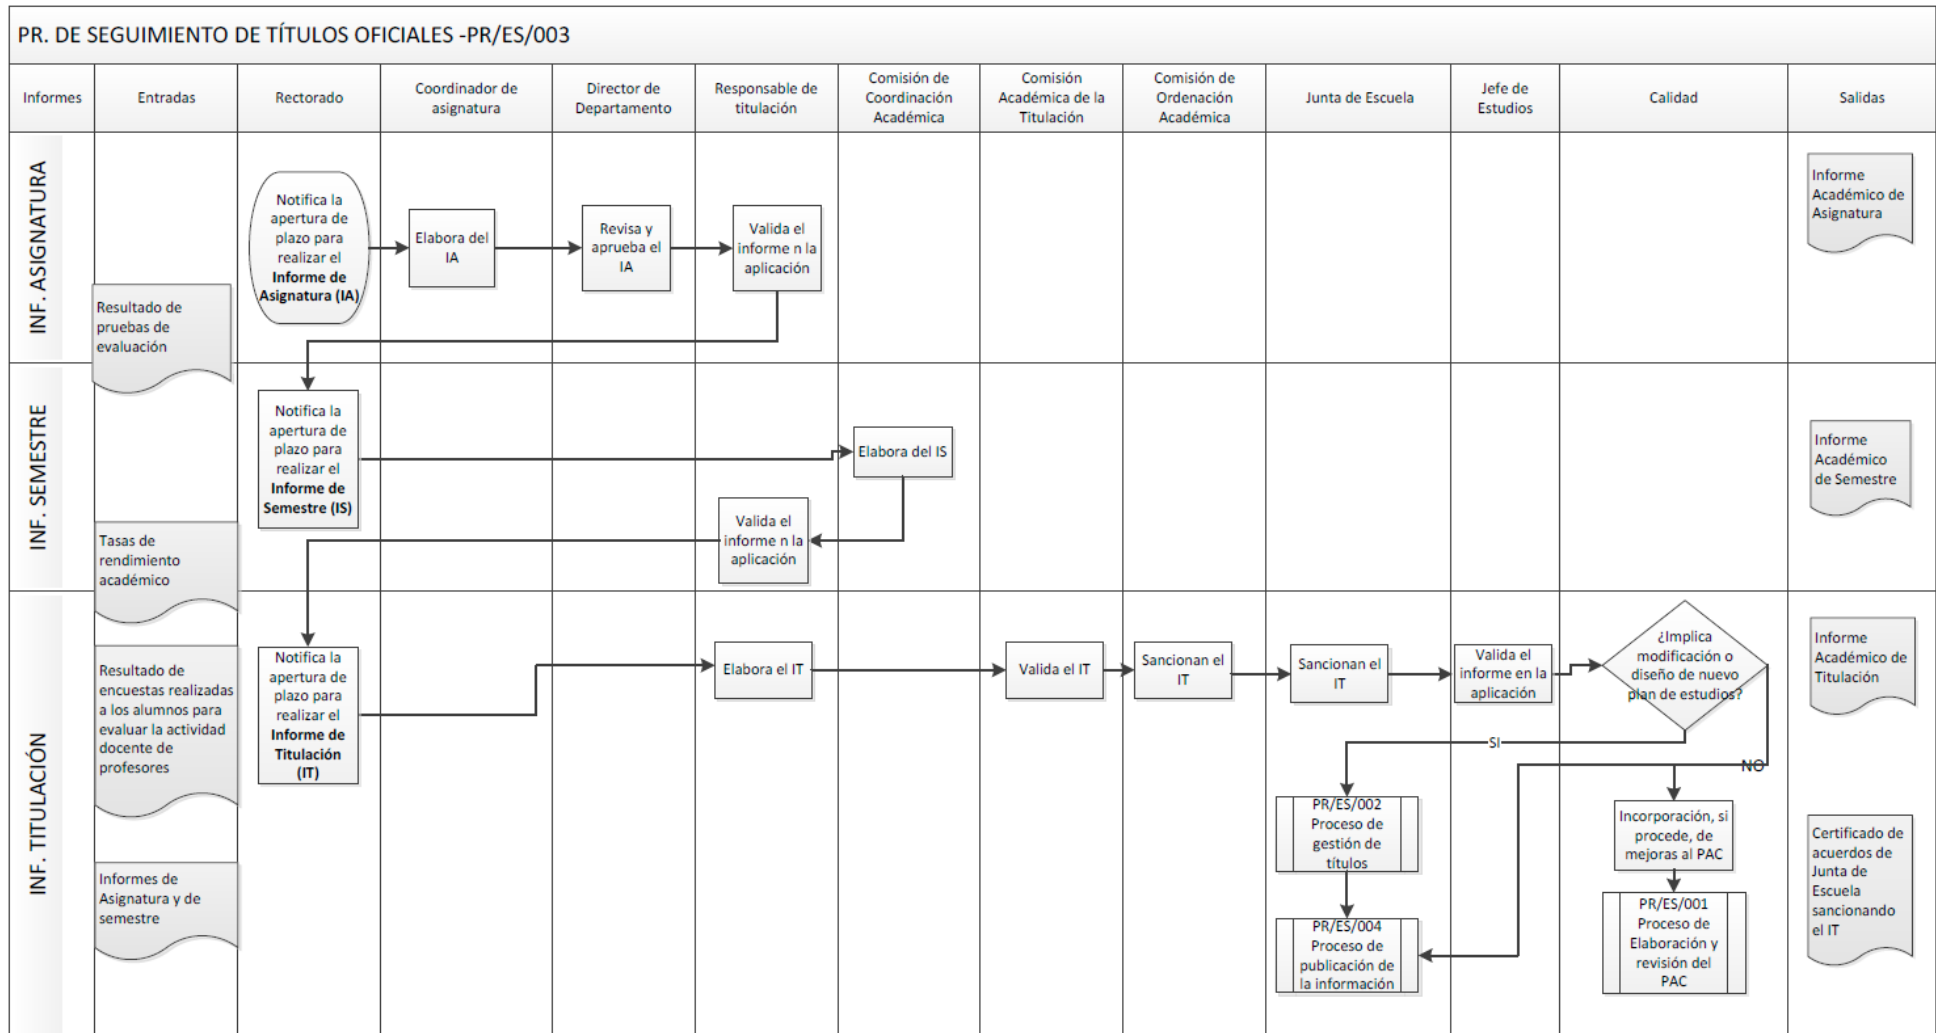 PR. DE SEGUIMIENTO DE TÍTULOS OFICIALES -PR/ES/003
Informes
Entradas
Rectorado
Coordinador de
asignatura
Director de
Departamento
Responsable de
titulación
Comisión de
Coordinación
Académica
Comisión
Académica de la
Titulación
Comisión de
Ordenación
Académica
Junta de Escuela
Jefe de
Estudios
Calidad
Salidas
INF. ASIGNATURA
Resultado de
pruebas de
evaluación
Notifica la
apertura de
plazo para
realizar el
Informe de
Asignatura (IA)
Elabora del
IA
Revisa y
aprueba el
IA
Valida el
informe n la
aplicación
Informe
Académico de
Asignatura
INF. SEMESTRE
Tasas de
rendimiento
académico
Notifica la
apertura de
plazo para
realizar el
Informe de
Semestre (IS)
Elabora del IS
Valida el
informe n la
aplicación
Informe
Académico
de Semestre
INF. TITULACIÓN
Resultado de
encuestas realizadas
a los alumnos para
evaluar la actividad
docente de
profesores
Informes de
Asignatura y de
semestre
Notifica la
apertura de
plazo para
realizar el
Informe de
Titulación
(IT)
Elabora el IT
Valida el IT
Sancionan el
IT
Sancionan el
IT
Valida el
informe en la
aplicación
¿Implica
modificación o
diseño de nuevo
plan de estudios?
SI
NO
PR/ES/002
Proceso de
gestión de
títulos
PR/ES/004
Proceso de
publicación de
la información
Incorporación, si
procede, de
mejoras al PAC
PR/ES/001
Proceso de
Elaboración y
revisión del
PAC
Informe
Académico de
Titulación
Certificado de
acuerdos de
Junta de
Escuela
sancionando
el IT